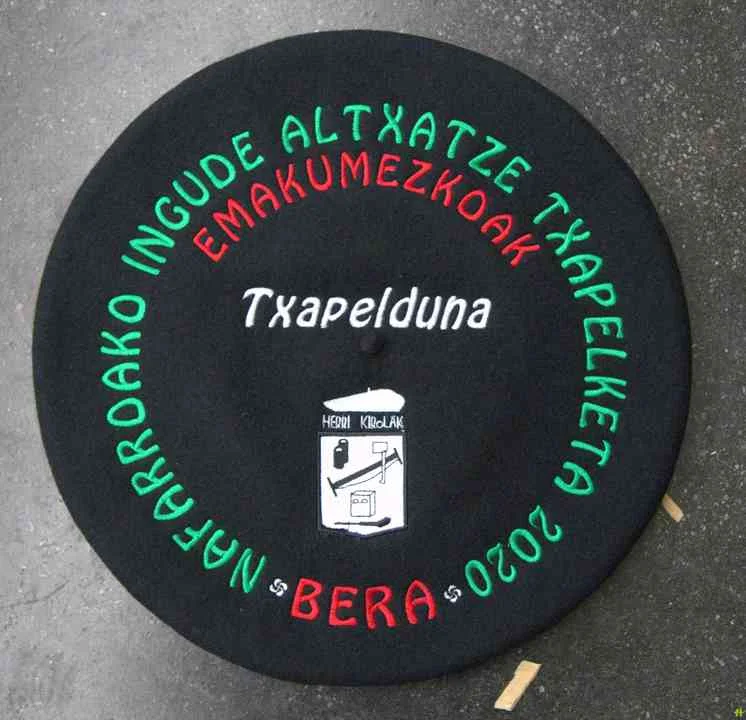 NAFARROAKO INGUDE ALTXATZE TXAPELKETA 2020
EMAKUMEZKOAK
Txapelduna
HERRI KIROLAK
BERA